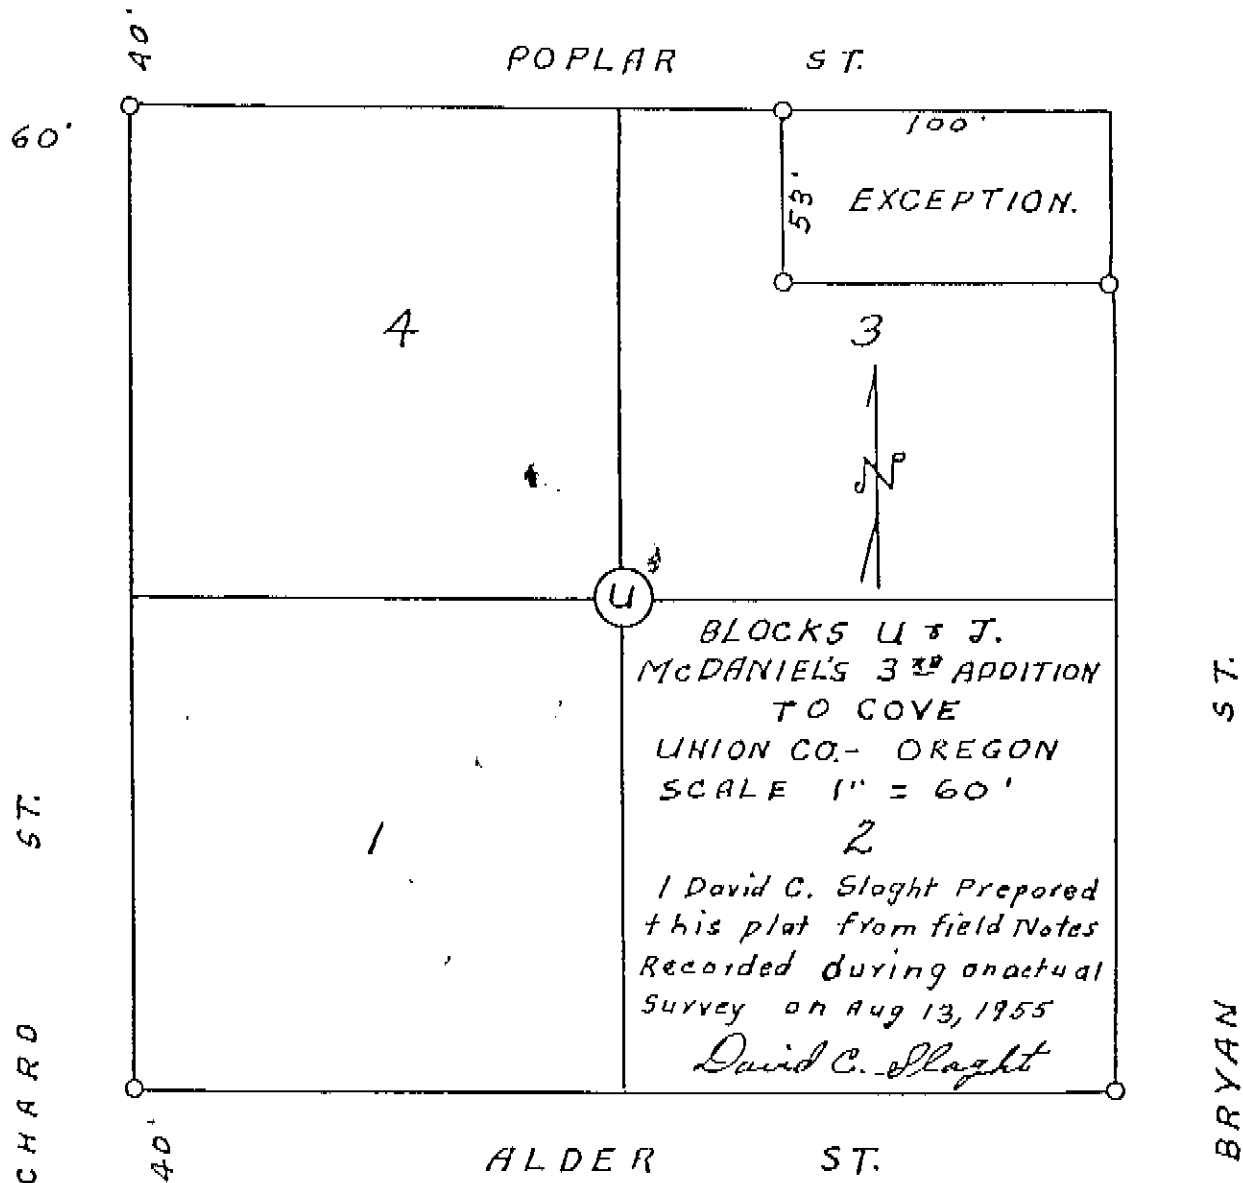 40'
POPLAR ST.
60'
100'
53'
EXCEPTION.
4
3
N
U
BLOCKS U & J.
McDANIEL'S 3RD ADDITION
TO COVE
UNION CO.- OREGON
SCALE 1" = 60'
ST.
ST.
1
2
I David C. Slaght Prepared
this plat from field Notes
Recorded during an actual
Survey on Aug 13, 1955
David C. Slaght
CHARD
BRYAN
40'
ALDER ST.